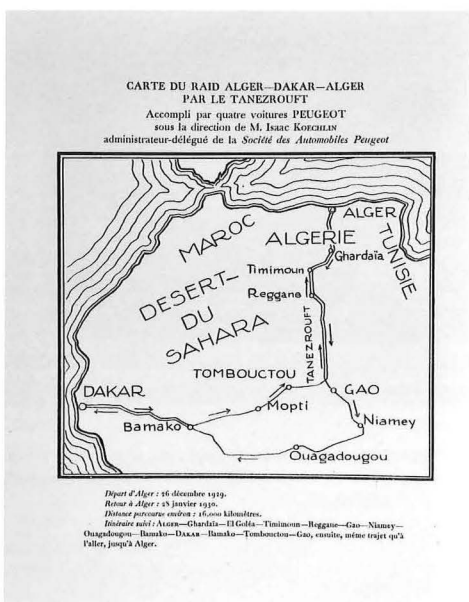 CARTE DU RAID ALGER—DAKAR—ALGER
PAR LE TANEZROUFT
Accompli par quatre voitures PEUGEOT
sous la direction de M. Isaac KOECHLIN
administrateur-délégué de la Société des Automobiles Peugeot
ALGER
MAROC
ALGERIE
TUNISIE
Ghardaïa
Timimoun
DESERT-
DU
SAHARA
Reggane
TANEZROUFT
TOMBOUCTOU
DAKAR
GAO
Mopti
Bamako
Niamey
Ouagadougou
Départ d'Alger : 26 décembre 1929.
Retour à Alger : 28 janvier 1930.
Distance parcourue environ : 16.000 kilomètres.
Itinéraire suivi : ALGER—Ghardaïa—El Goléa—Timimoun—Reggane—Gao—Niamey—
Ouagadougou—Bamako—DAKAR—Bamako—Tombouctou—Gao, ensuite, même trajet qu'à
l'aller, jusqu'à Alger.